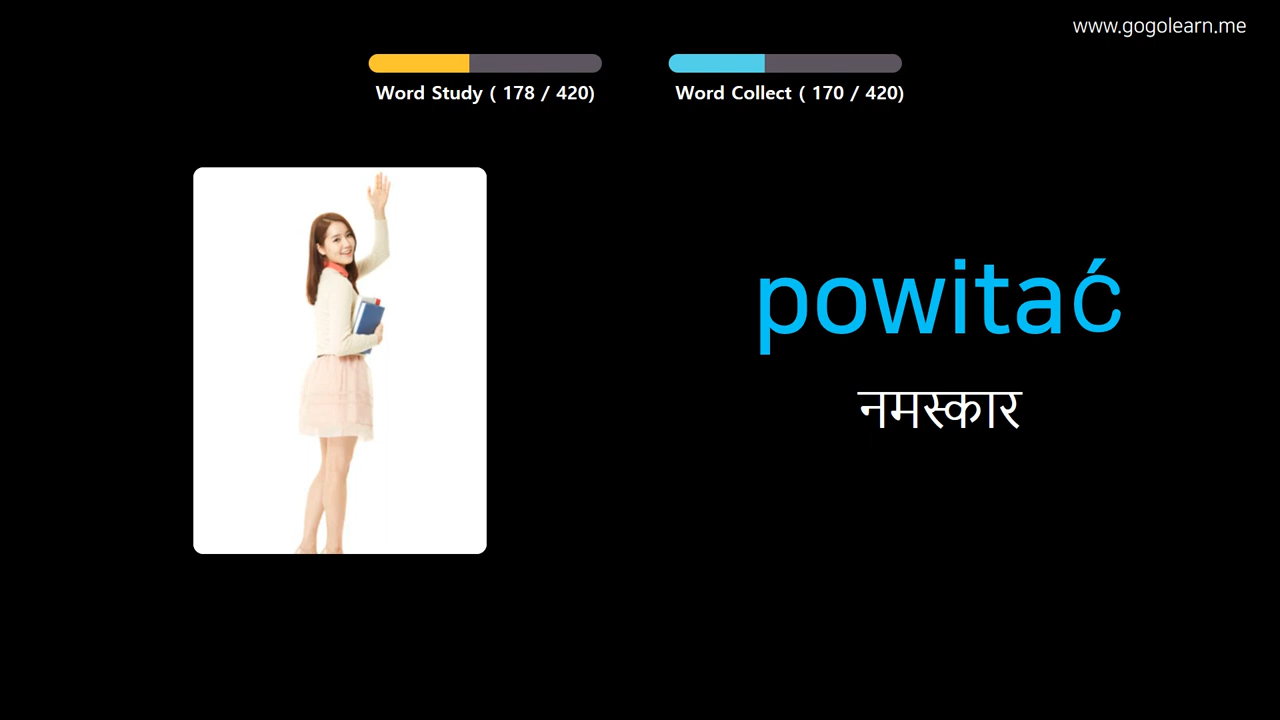 www.gogolearn.me
Word Study ( 178 / 420)
Word Collect ( 170 / 420)
powitać
नमस्कार